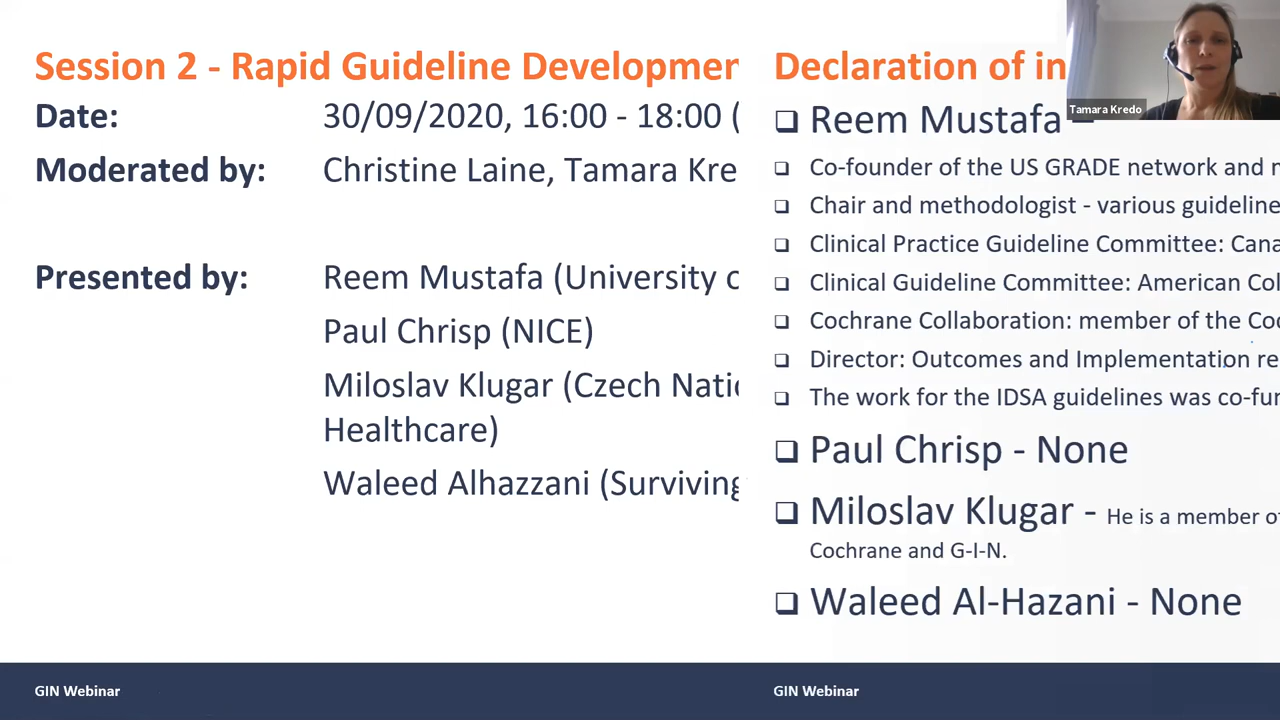 Session 2 - Rapid Guideline Developmen
Date: 30/09/2020, 16:00 - 18:00 (
Moderated by: Christine Laine, Tamara Kre
Presented by: Reem Mustafa (University o
Paul Chrisp (NICE)
Miloslav Klugar (Czech Natio
Healthcare)
Waleed Alhazzani (Surviving
GIN Webinar
Declaration of in
Reem Mustafa –
Co-founder of the US GRADE network and
Chair and methodologist - various guideline
Clinical Practice Guideline Committee: Cana
Clinical Guideline Committee: American Col
Cochrane Collaboration: member of the Coc
Director: Outcomes and Implementation re
The work for the IDSA guidelines was co-fun
Paul Chrisp - None
Miloslav Klugar - He is a member of
Cochrane and G-I-N.
Waleed Al-Hazani - None
GIN Webinar
Tamara Kredo